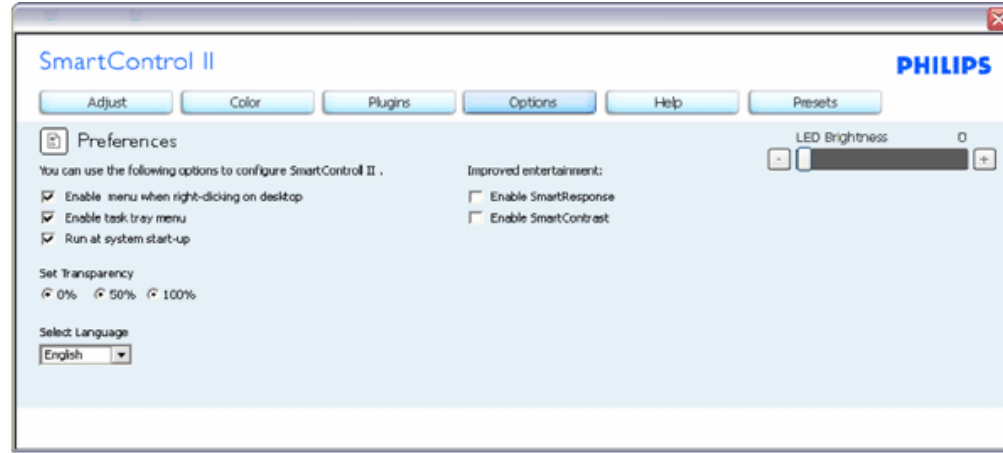 SmartControl II
PHILIPS
Adjust Color Plugins Options Help Presets
Preferences
LED Brightness 0
- +
You can use the following options to configure SmartControl II .
Improved entertainment:
Enable menu when right-clicking on desktop
Enable SmartResponse
Enable task tray menu
Enable SmartContrast
Run at system start-up
Set Transparency
0% 50% 100%
Select Language
English